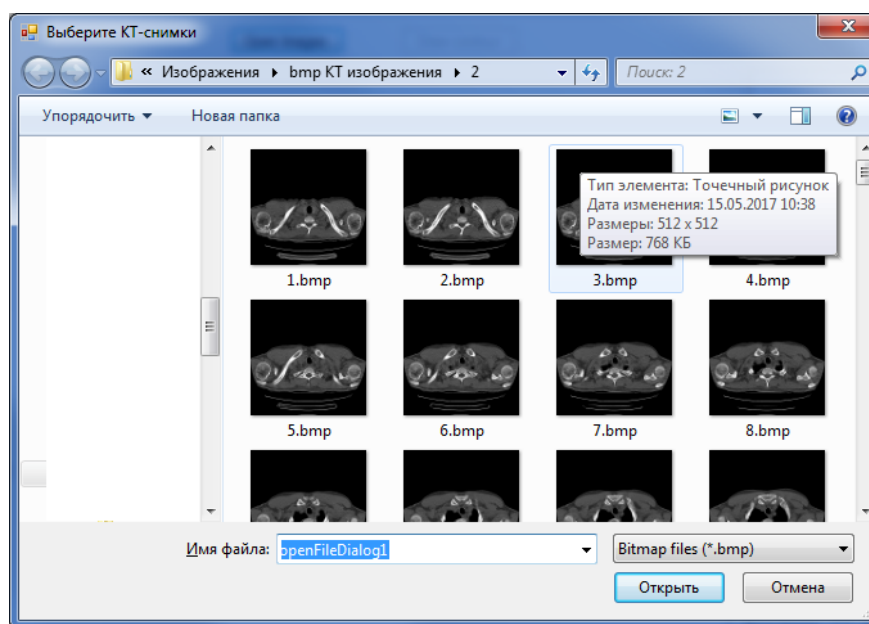 Выберите КТ-снимки
« Изображения ▸ bmp КТ изображения ▸ 2
Поиск: 2
Упорядочить ▼ Новая папка
Тип элемента: Точечный рисунок
Дата изменения: 15.05.2017 10:38
Размеры: 512 x 512
Размер: 768 КБ
1.bmp 2.bmp 3.bmp 4.bmp
5.bmp 6.bmp 7.bmp 8.bmp
Имя файла: openFileDialog1 Bitmap files (*.bmp)
Открыть Отмена